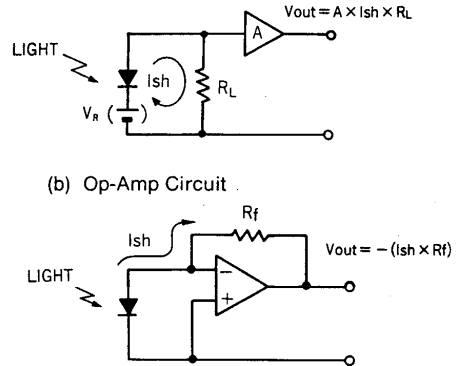 Vout = A × Ish × RL
LIGHT
A
Ish
RL
VR ( )
(b) Op-Amp Circuit
Rf
Ish
Vout = − (Ish × Rf)
LIGHT
−
+